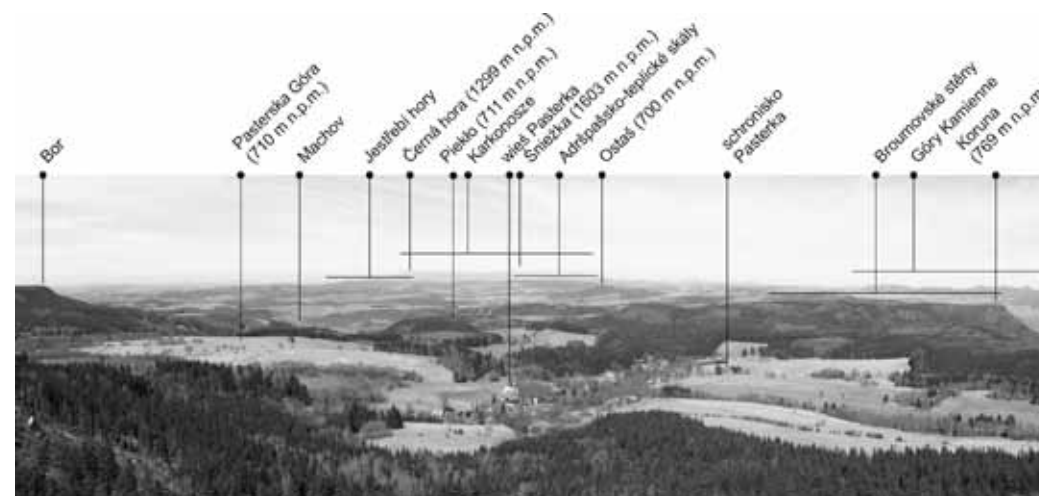 Bor
Pasterska Góra
(710 m n.p.m.)
Machov
Jestřebí hory
Černá hora (1299 m n.p.m.)
Piekło (711 m n.p.m.)
Karkonosze
wieś Pasterka
Śnieżka (1603 m n.p.m.)
Adršpašsko-teplické skály
Ostaš (700 m n.p.m.)
schronisko
Pasterka
Broumovské stěny
Góry Kamienne
Koruna
(769 m n.p.m.)